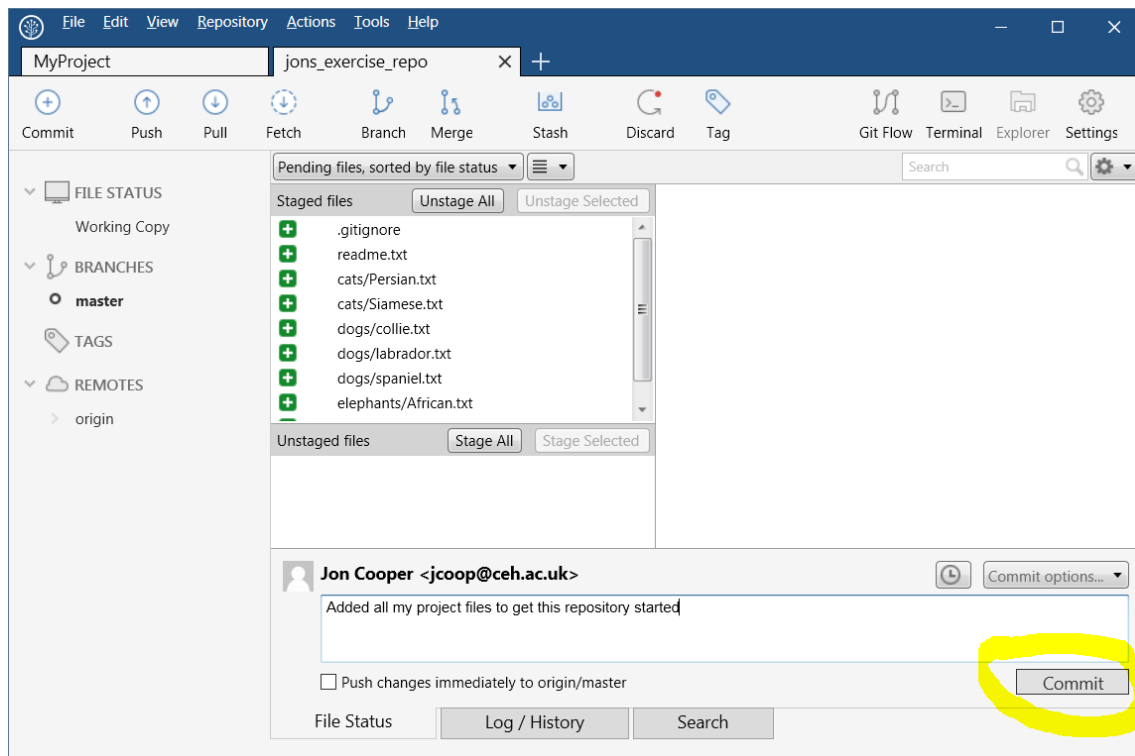 File Edit View Repository Actions Tools Help
MyProject
jons_exercise_repo
Commit Push Pull Fetch Branch Merge Stash Discard Tag Git Flow Terminal Explorer Settings
Pending files, sorted by file status
Search
FILE STATUS
Working Copy
BRANCHES
master
TAGS
REMOTES
origin
Staged files Unstage All Unstage Selected
.gitignore
readme.txt
cats/Persian.txt
cats/Siamese.txt
dogs/collie.txt
dogs/labrador.txt
dogs/spaniel.txt
elephants/African.txt
Unstaged files Stage All Stage Selected
Jon Cooper <jcoop@ceh.ac.uk>
Commit options...
Added all my project files to get this repository started
Push changes immediately to origin/master
Commit
File Status Log / History Search